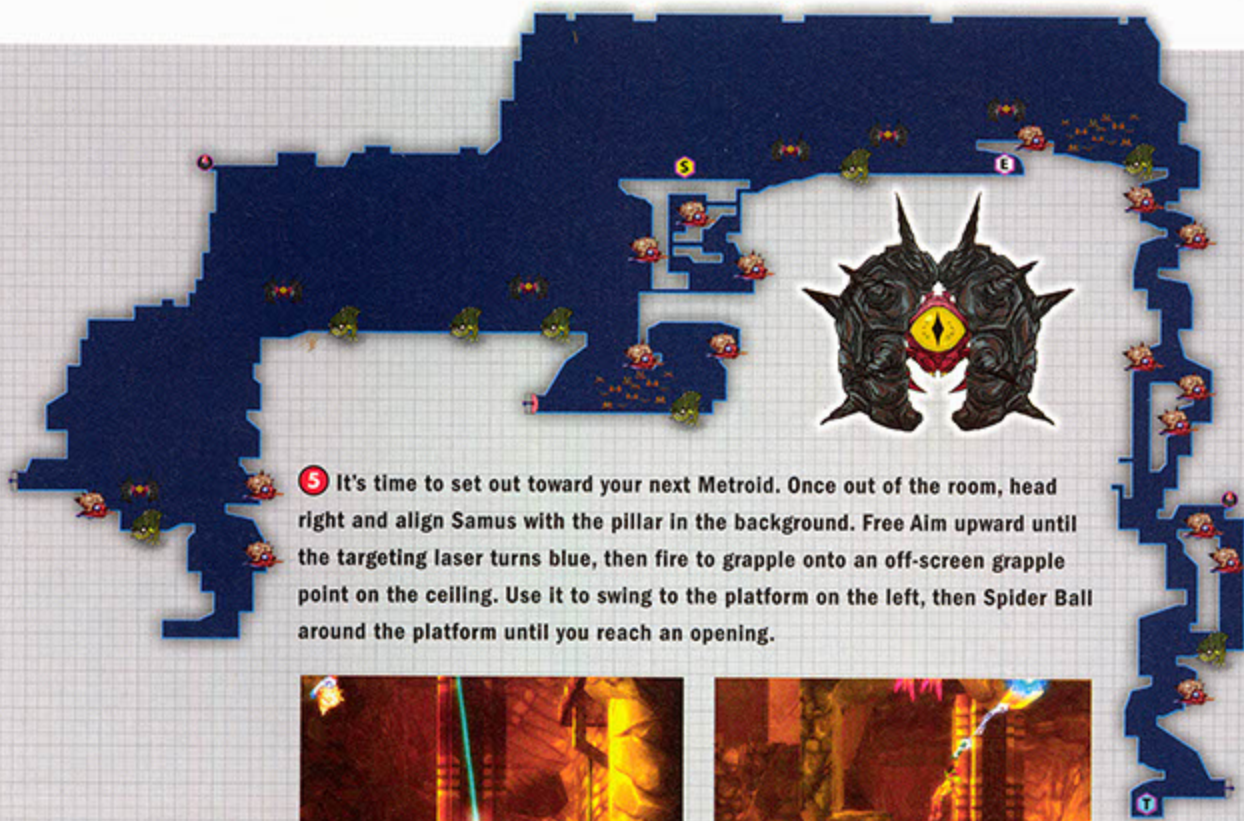 S
E
5 It's time to set out toward your next Metroid. Once out of the room, head
right and align Samus with the pillar in the background. Free Aim upward until
the targeting laser turns blue, then fire to grapple onto an off-screen grapple
point on the ceiling. Use it to swing to the platform on the left, then Spider Ball
around the platform until you reach an opening.
T